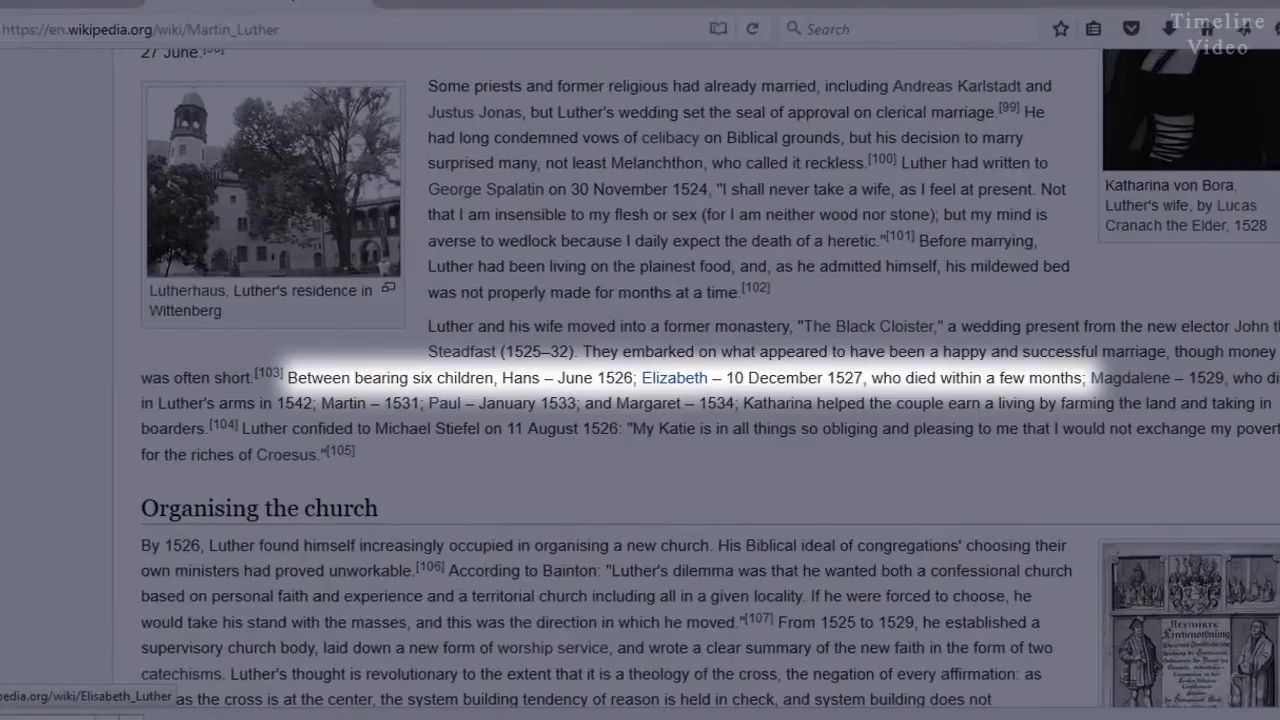 https://en.wikipedia.org/wiki/Martin_Luther
Search
Timeline
Video
27 June.
Some priests and former religious had already married, including Andreas Karlstadt and
Justus Jonas, but Luther's wedding set the seal of approval on clerical marriage.[99] He
had long condemned vows of celibacy on Biblical grounds, but his decision to marry
surprised many, not least Melanchthon, who called it reckless.[100] Luther had written to
George Spalatin on 30 November 1524, "I shall never take a wife, as I feel at present. Not
that I am insensible to my flesh or sex (for I am neither wood nor stone); but my mind is
averse to wedlock because I daily expect the death of a heretic."[101] Before marrying,
Luther had been living on the plainest food, and, as he admitted himself, his mildewed bed
was not properly made for months at a time.[102]
Lutherhaus, Luther's residence in
Wittenberg
Katharina von Bora,
Luther's wife, by Lucas
Cranach the Elder, 1528
Luther and his wife moved into a former monastery, "The Black Cloister," a wedding present from the new elector John th
Steadfast (1525–32). They embarked on what appeared to have been a happy and successful marriage, though money
was often short.[103] Between bearing six children, Hans – June 1526; Elizabeth – 10 December 1527, who died within a few months; Magdalene – 1529, who di
in Luther's arms in 1542; Martin – 1531; Paul – January 1533; and Margaret – 1534; Katharina helped the couple earn a living by farming the land and taking in
boarders.[104] Luther confided to Michael Stiefel on 11 August 1526: "My Katie is in all things so obliging and pleasing to me that I would not exchange my povert
for the riches of Croesus."[105]
Organising the church
By 1526, Luther found himself increasingly occupied in organising a new church. His Biblical ideal of congregations' choosing their
own ministers had proved unworkable.[106] According to Bainton: "Luther's dilemma was that he wanted both a confessional church
based on personal faith and experience and a territorial church including all in a given locality. If he were forced to choose, he
would take his stand with the masses, and this was the direction in which he moved."[107] From 1525 to 1529, he established a
supervisory church body, laid down a new form of worship service, and wrote a clear summary of the new faith in the form of two
catechisms. Luther's thought is revolutionary to the extent that it is a theology of the cross, the negation of every affirmation: as
as the cross is at the center, the system building tendency of reason is held in check, and system building does not
pedia.org/wiki/Elisabeth_Luther